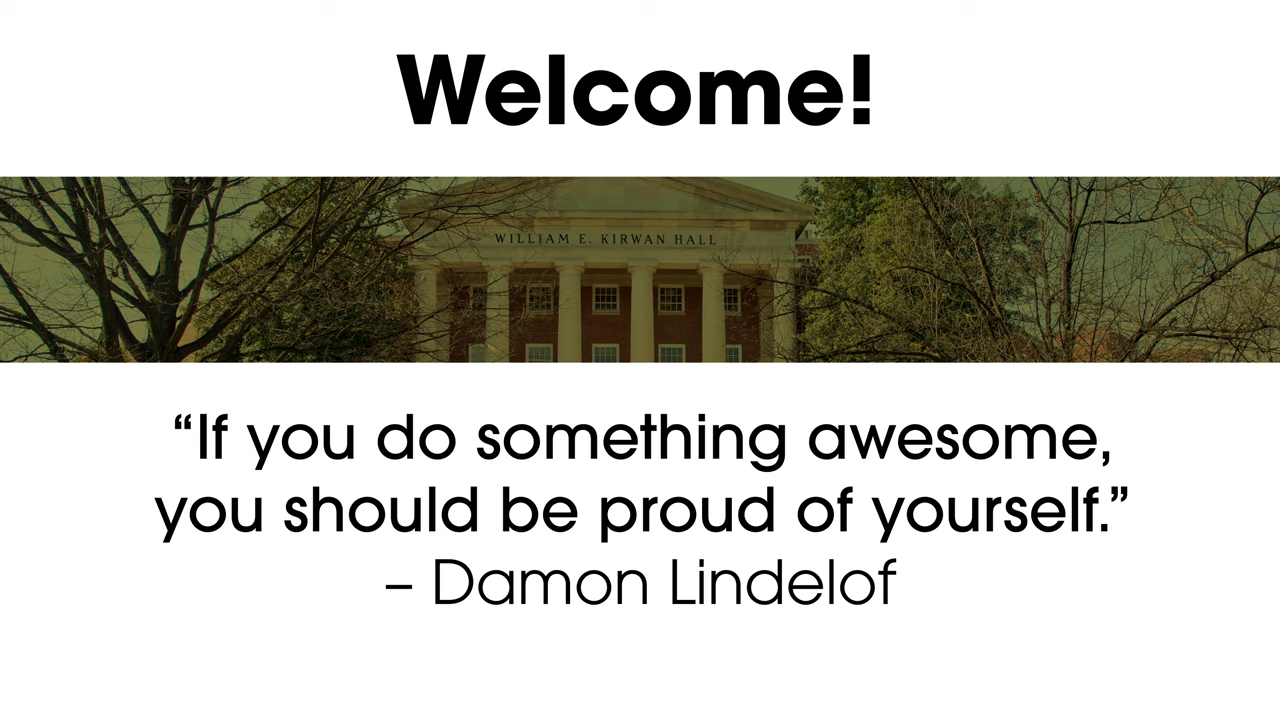 Welcome!
WILLIAM E. KIRWAN HALL
“If you do something awesome,
you should be proud of yourself.”
– Damon Lindelof